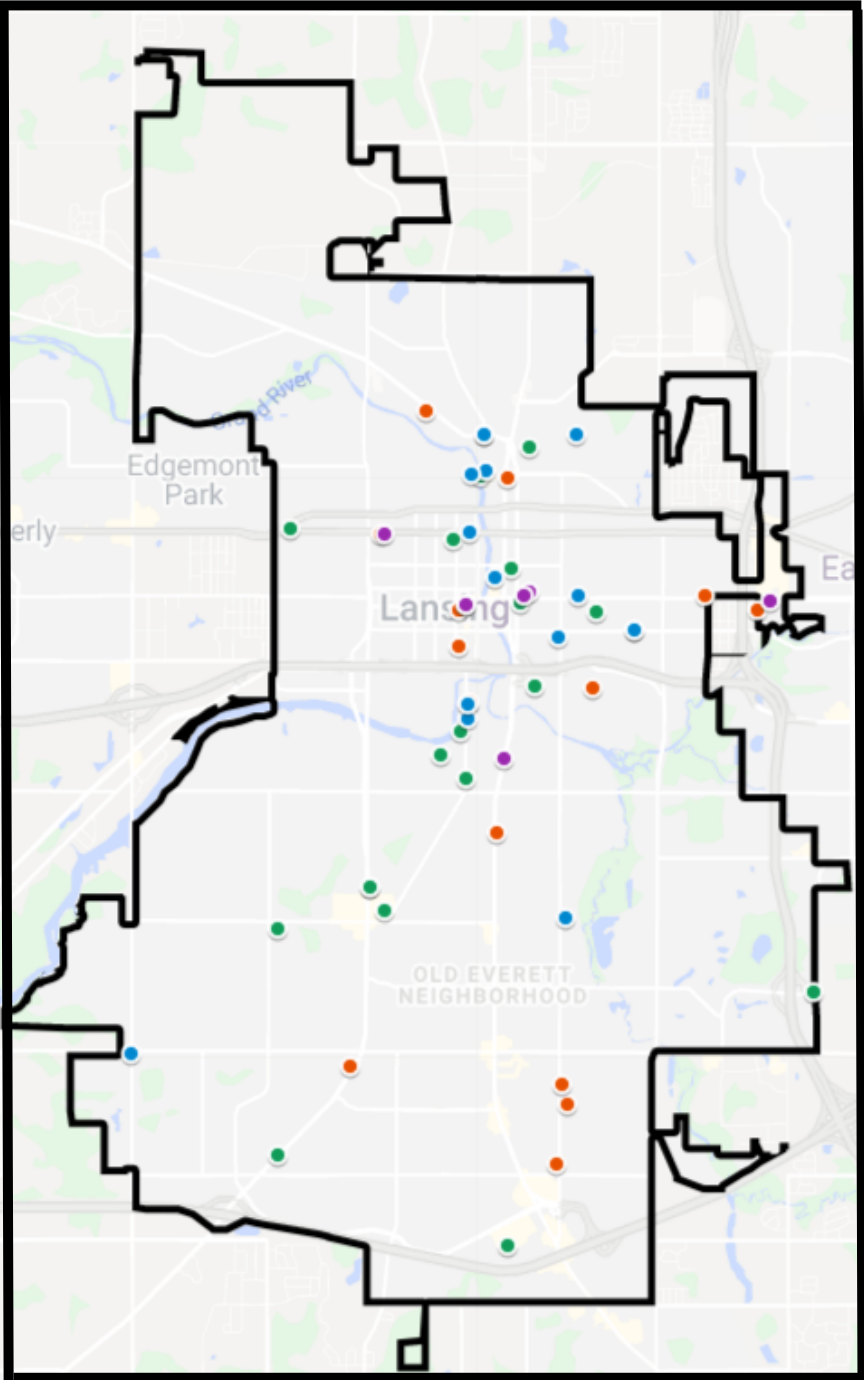 Grand River
Edgemont
Park
erly
Ea
Lansing
OLD EVERETT
NEIGHBORHOOD